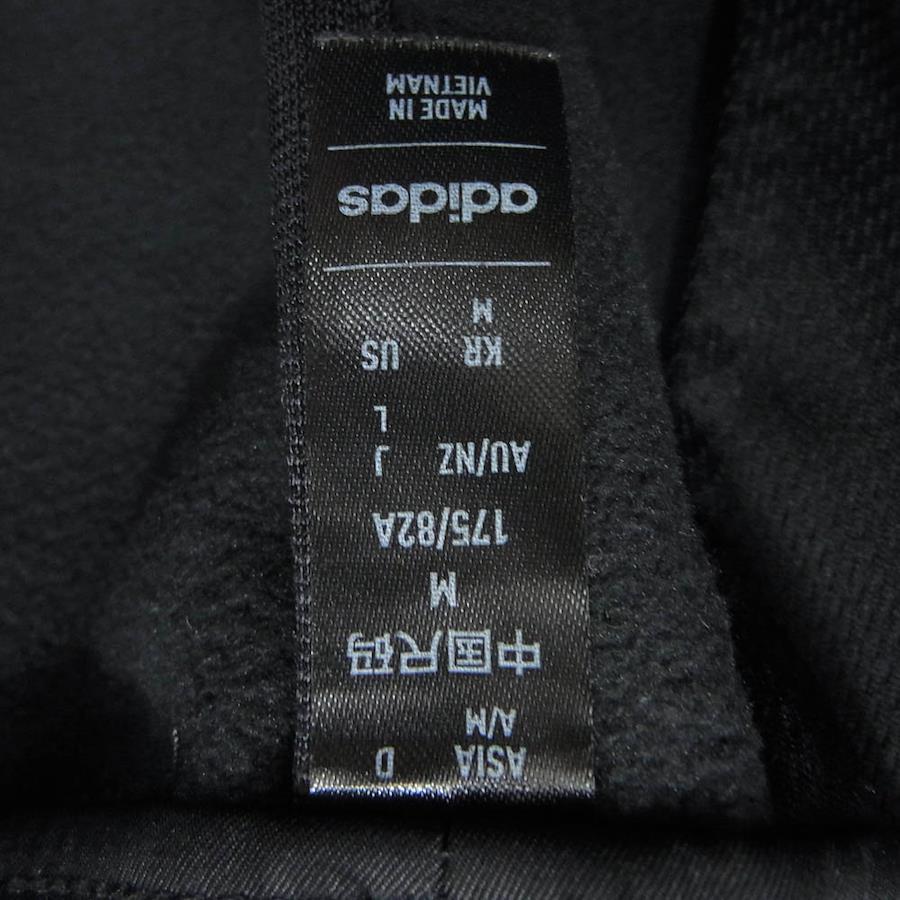 ASIA D
A/M
中国尺码
M
175/82A
AU/NZ J
L
KR US
M
adidas
MADE IN
VIETNAM